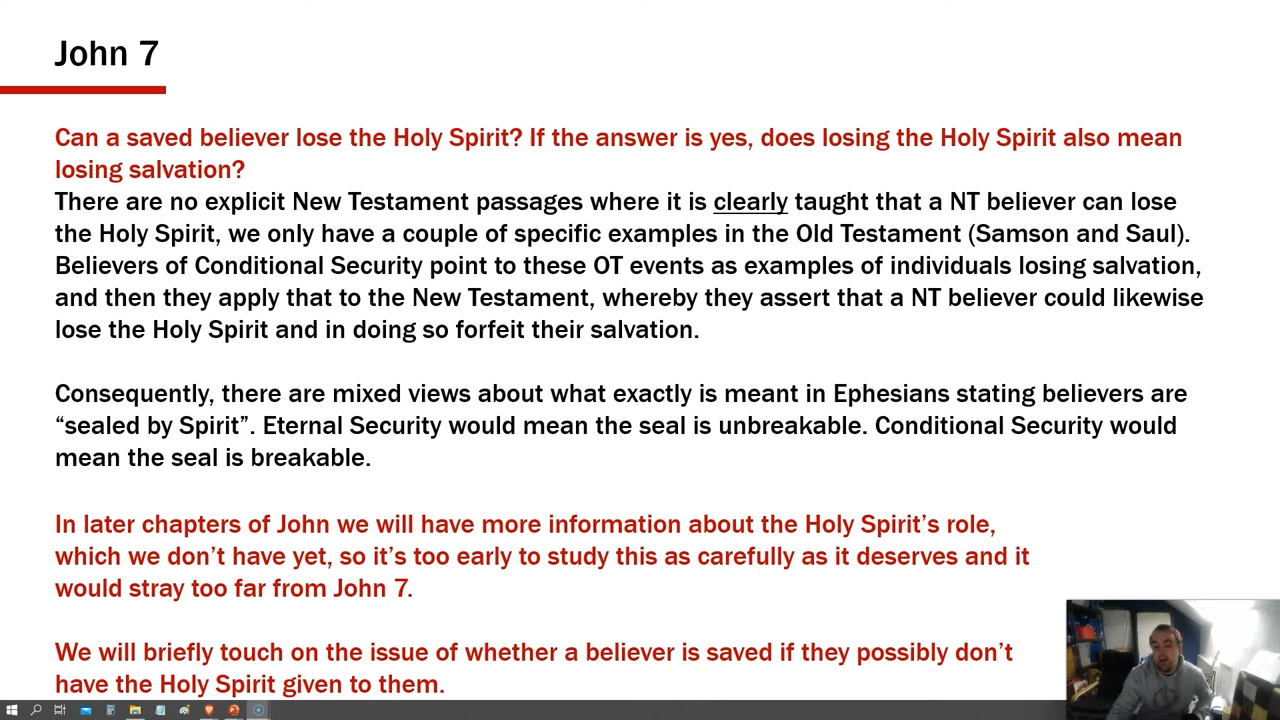 John 7
Can a saved believer lose the Holy Spirit? If the answer is yes, does losing the Holy Spirit also mean
losing salvation?
There are no explicit New Testament passages where it is clearly taught that a NT believer can lose
the Holy Spirit, we only have a couple of specific examples in the Old Testament (Samson and Saul).
Believers of Conditional Security point to these OT events as examples of individuals losing salvation,
and then they apply that to the New Testament, whereby they assert that a NT believer could likewise
lose the Holy Spirit and in doing so forfeit their salvation.
Consequently, there are mixed views about what exactly is meant in Ephesians stating believers are
“sealed by Spirit”. Eternal Security would mean the seal is unbreakable. Conditional Security would
mean the seal is breakable.
In later chapters of John we will have more information about the Holy Spirit’s role,
which we don’t have yet, so it’s too early to study this as carefully as it deserves and it
would stray too far from John 7.
We will briefly touch on the issue of whether a believer is saved if they possibly don’t
have the Holy Spirit given to them.